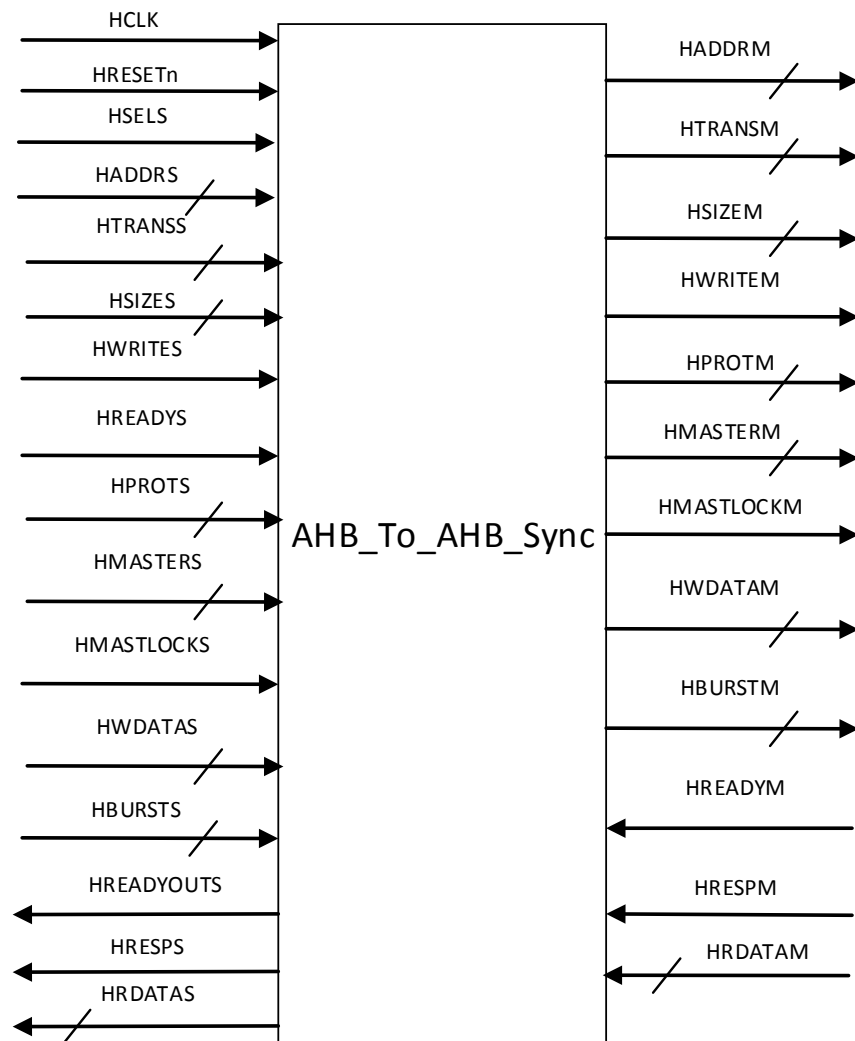 HCLK
HRESETn
HSELS
HADDRS
HTRANSS
HSIZES
HWRITES
HREADYS
HPROTS
HMASTERS
HMASTLOCKS
HWDATAS
HBURSTS
HREADYOUTS
HRESPS
HRDATAS
AHB_To_AHB_Sync
HADDRM
HTRANSM
HSIZEM
HWRITEM
HPROTM
HMASTERM
HMASTLOCKM
HWDATAM
HBURSTM
HREADYM
HRESPM
HRDATAM